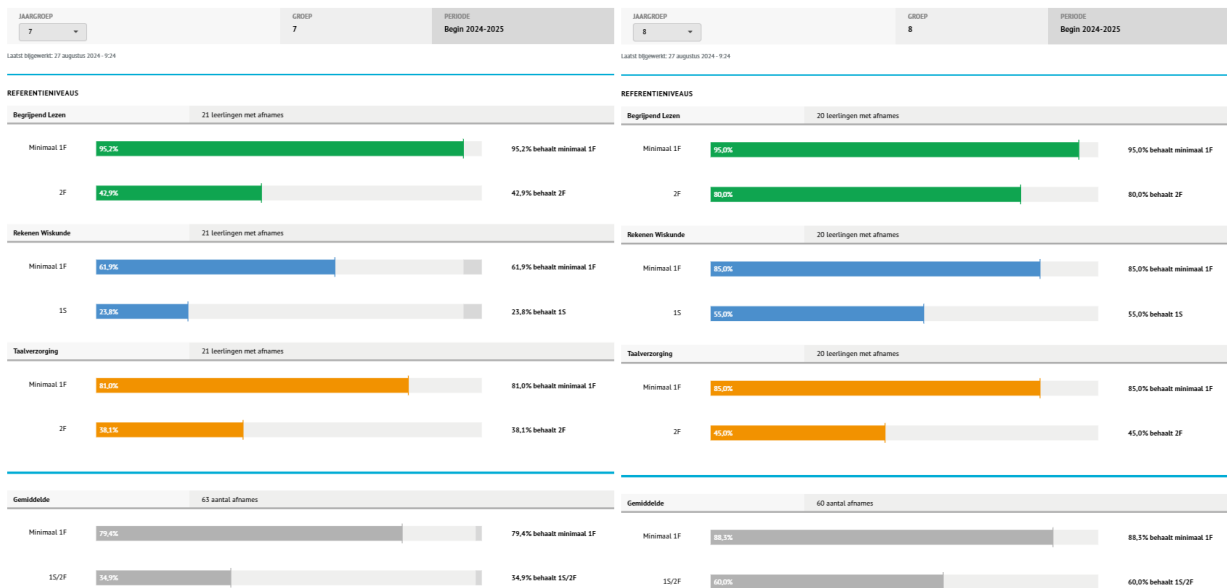 JAARGROEP GROEP PERIODE
7 7 Begin 2024-2025
Laatst bijgewerkt: 27 augustus 2024 - 9:24
REFERENTIENIVEAUS
Begrijpend Lezen 21 leerlingen met afnames
Minimaal 1F 95,2% 95,2% behaalt minimaal 1F
2F 42,9% 42,9% behaalt 2F
Rekenen Wiskunde 21 leerlingen met afnames
Minimaal 1F 61,9% 61,9% behaalt minimaal 1F
1S 23,8% 23,8% behaalt 1S
Taalverzorging 21 leerlingen met afnames
Minimaal 1F 81,0% 81,0% behaalt minimaal 1F
2F 38,1% 38,1% behaalt 2F
Gemiddelde 63 aantal afnames
Minimaal 1F 79,4% 79,4% behaalt minimaal 1F
1S/2F 34,9% 34,9% behaalt 1S/2F
JAARGROEP GROEP PERIODE
8 8 Begin 2024-2025
Laatst bijgewerkt: 27 augustus 2024 - 9:24
REFERENTIENIVEAUS
Begrijpend Lezen 20 leerlingen met afnames
Minimaal 1F 95,0% 95,0% behaalt minimaal 1F
2F 80,0% 80,0% behaalt 2F
Rekenen Wiskunde 20 leerlingen met afnames
Minimaal 1F 85,0% 85,0% behaalt minimaal 1F
1S 55,0% 55,0% behaalt 1S
Taalverzorging 20 leerlingen met afnames
Minimaal 1F 85,0% 85,0% behaalt minimaal 1F
2F 45,0% 45,0% behaalt 2F
Gemiddelde 60 aantal afnames
Minimaal 1F 88,3% 88,3% behaalt minimaal 1F
1S/2F 60,0% 60,0% behaalt 1S/2F